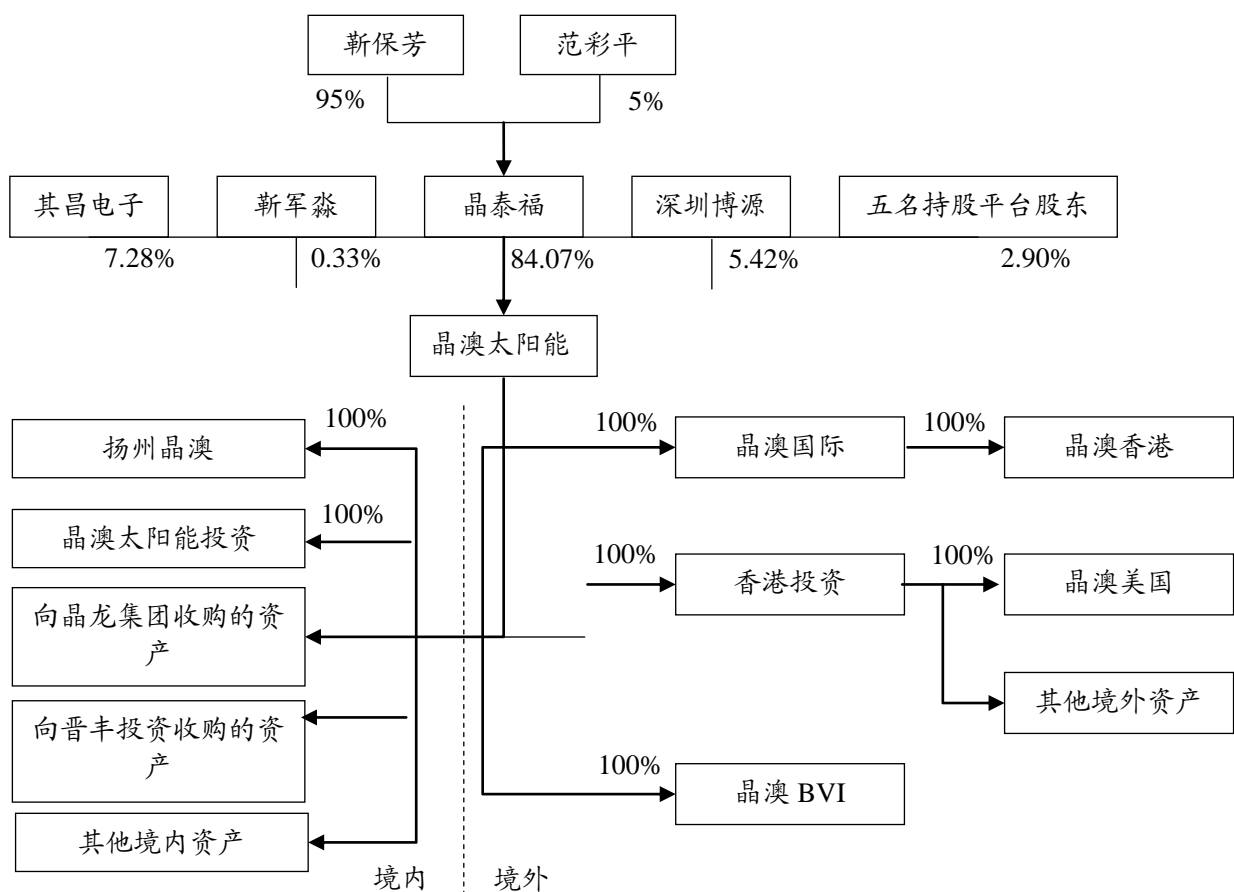 靳保芳 范彩平
95% 5%
其昌电子 靳军淼 晶泰福 深圳博源 五名持股平台股东
7.28% 0.33% 84.07% 5.42% 2.90%
晶澳太阳能
100% 100% 100%
扬州晶澳 晶澳国际 晶澳香港
100%
晶澳太阳能投资
100% 100%
香港投资 晶澳美国
向晶龙集团收购的资
产
其他境外资产
向晋丰投资收购的资
产
100%
晶澳 BVI
其他境内资产
境内 境外